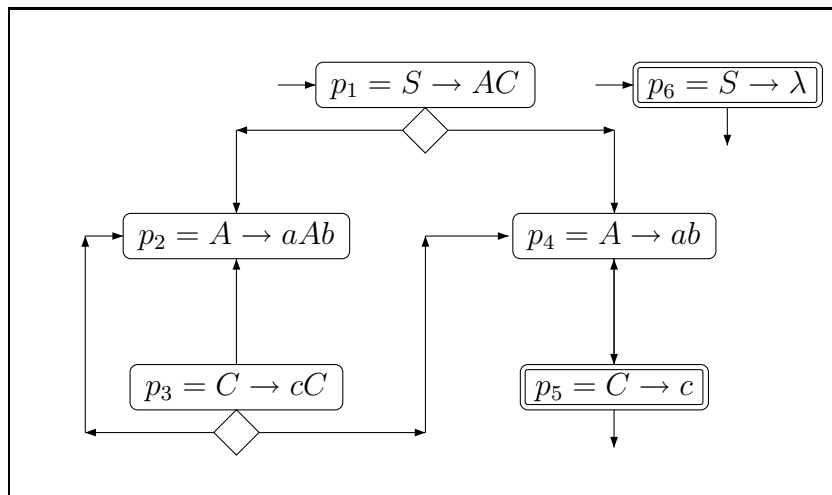 p₁ = S → AC
p₆ = S → λ
p₂ = A → aAb
p₄ = A → ab
p₃ = C → cC
p₅ = C → c